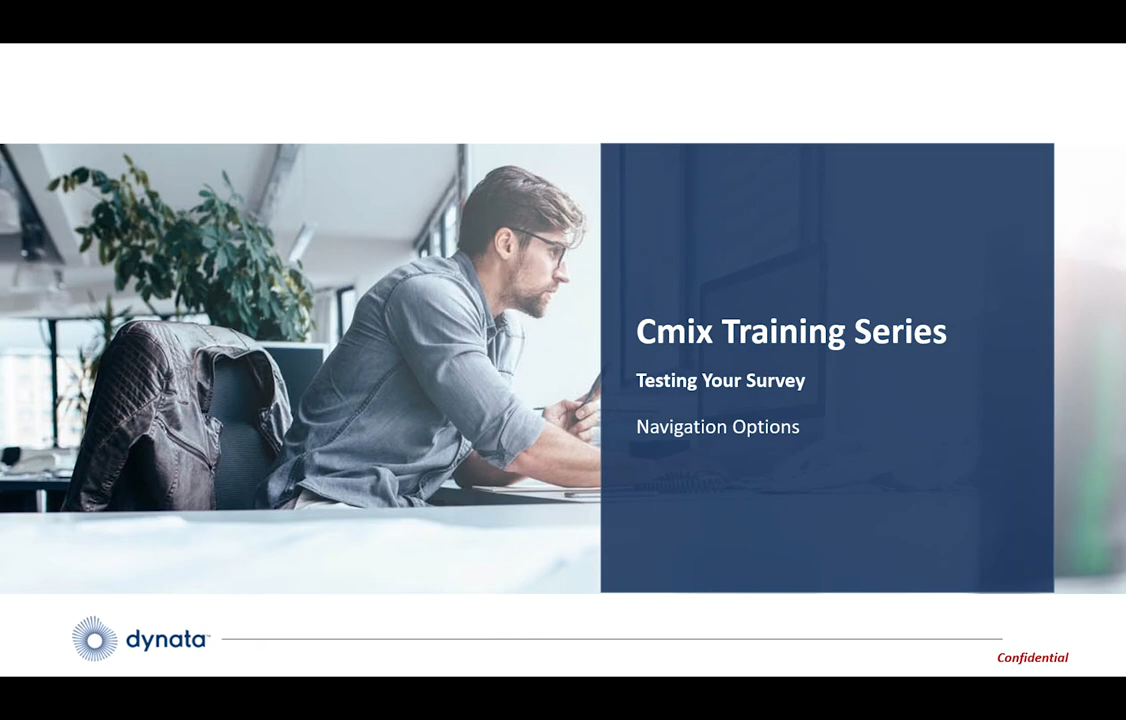 Cmix Training Series
Testing Your Survey
Navigation Options
dynata
Confidential